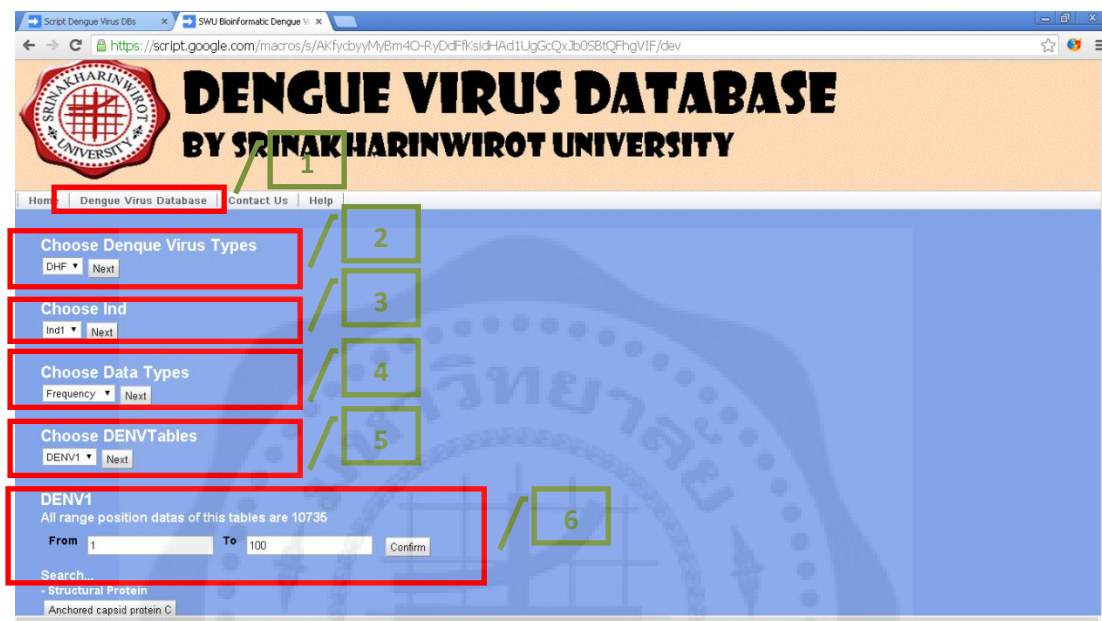 Script Dengue Virus DBs
SWU Bioinformatic Dengue Vi
https://script.google.com/macros/s/AKfycbyyMyBm4O-RyDdFfKsidHAd1UgGcQxJb0SBtQFhgVIF/dev
SRINAKHARINWIROT UNIVERSITY
DENGUE VIRUS DATABASE
BY SRINAKHARINWIROT UNIVERSITY
1
Home Dengue Virus Database Contact Us Help
Choose Denque Virus Types
2
DHF Next
Choose Ind
3
Ind1 Next
Choose Data Types
4
Frequency Next
Choose DENVTables
5
DENV1 Next
DENV1
All range position datas of this tables are 10735
6
From 1 To 100 Confirm
Search...
- Structural Protein
Anchored capsid protein C